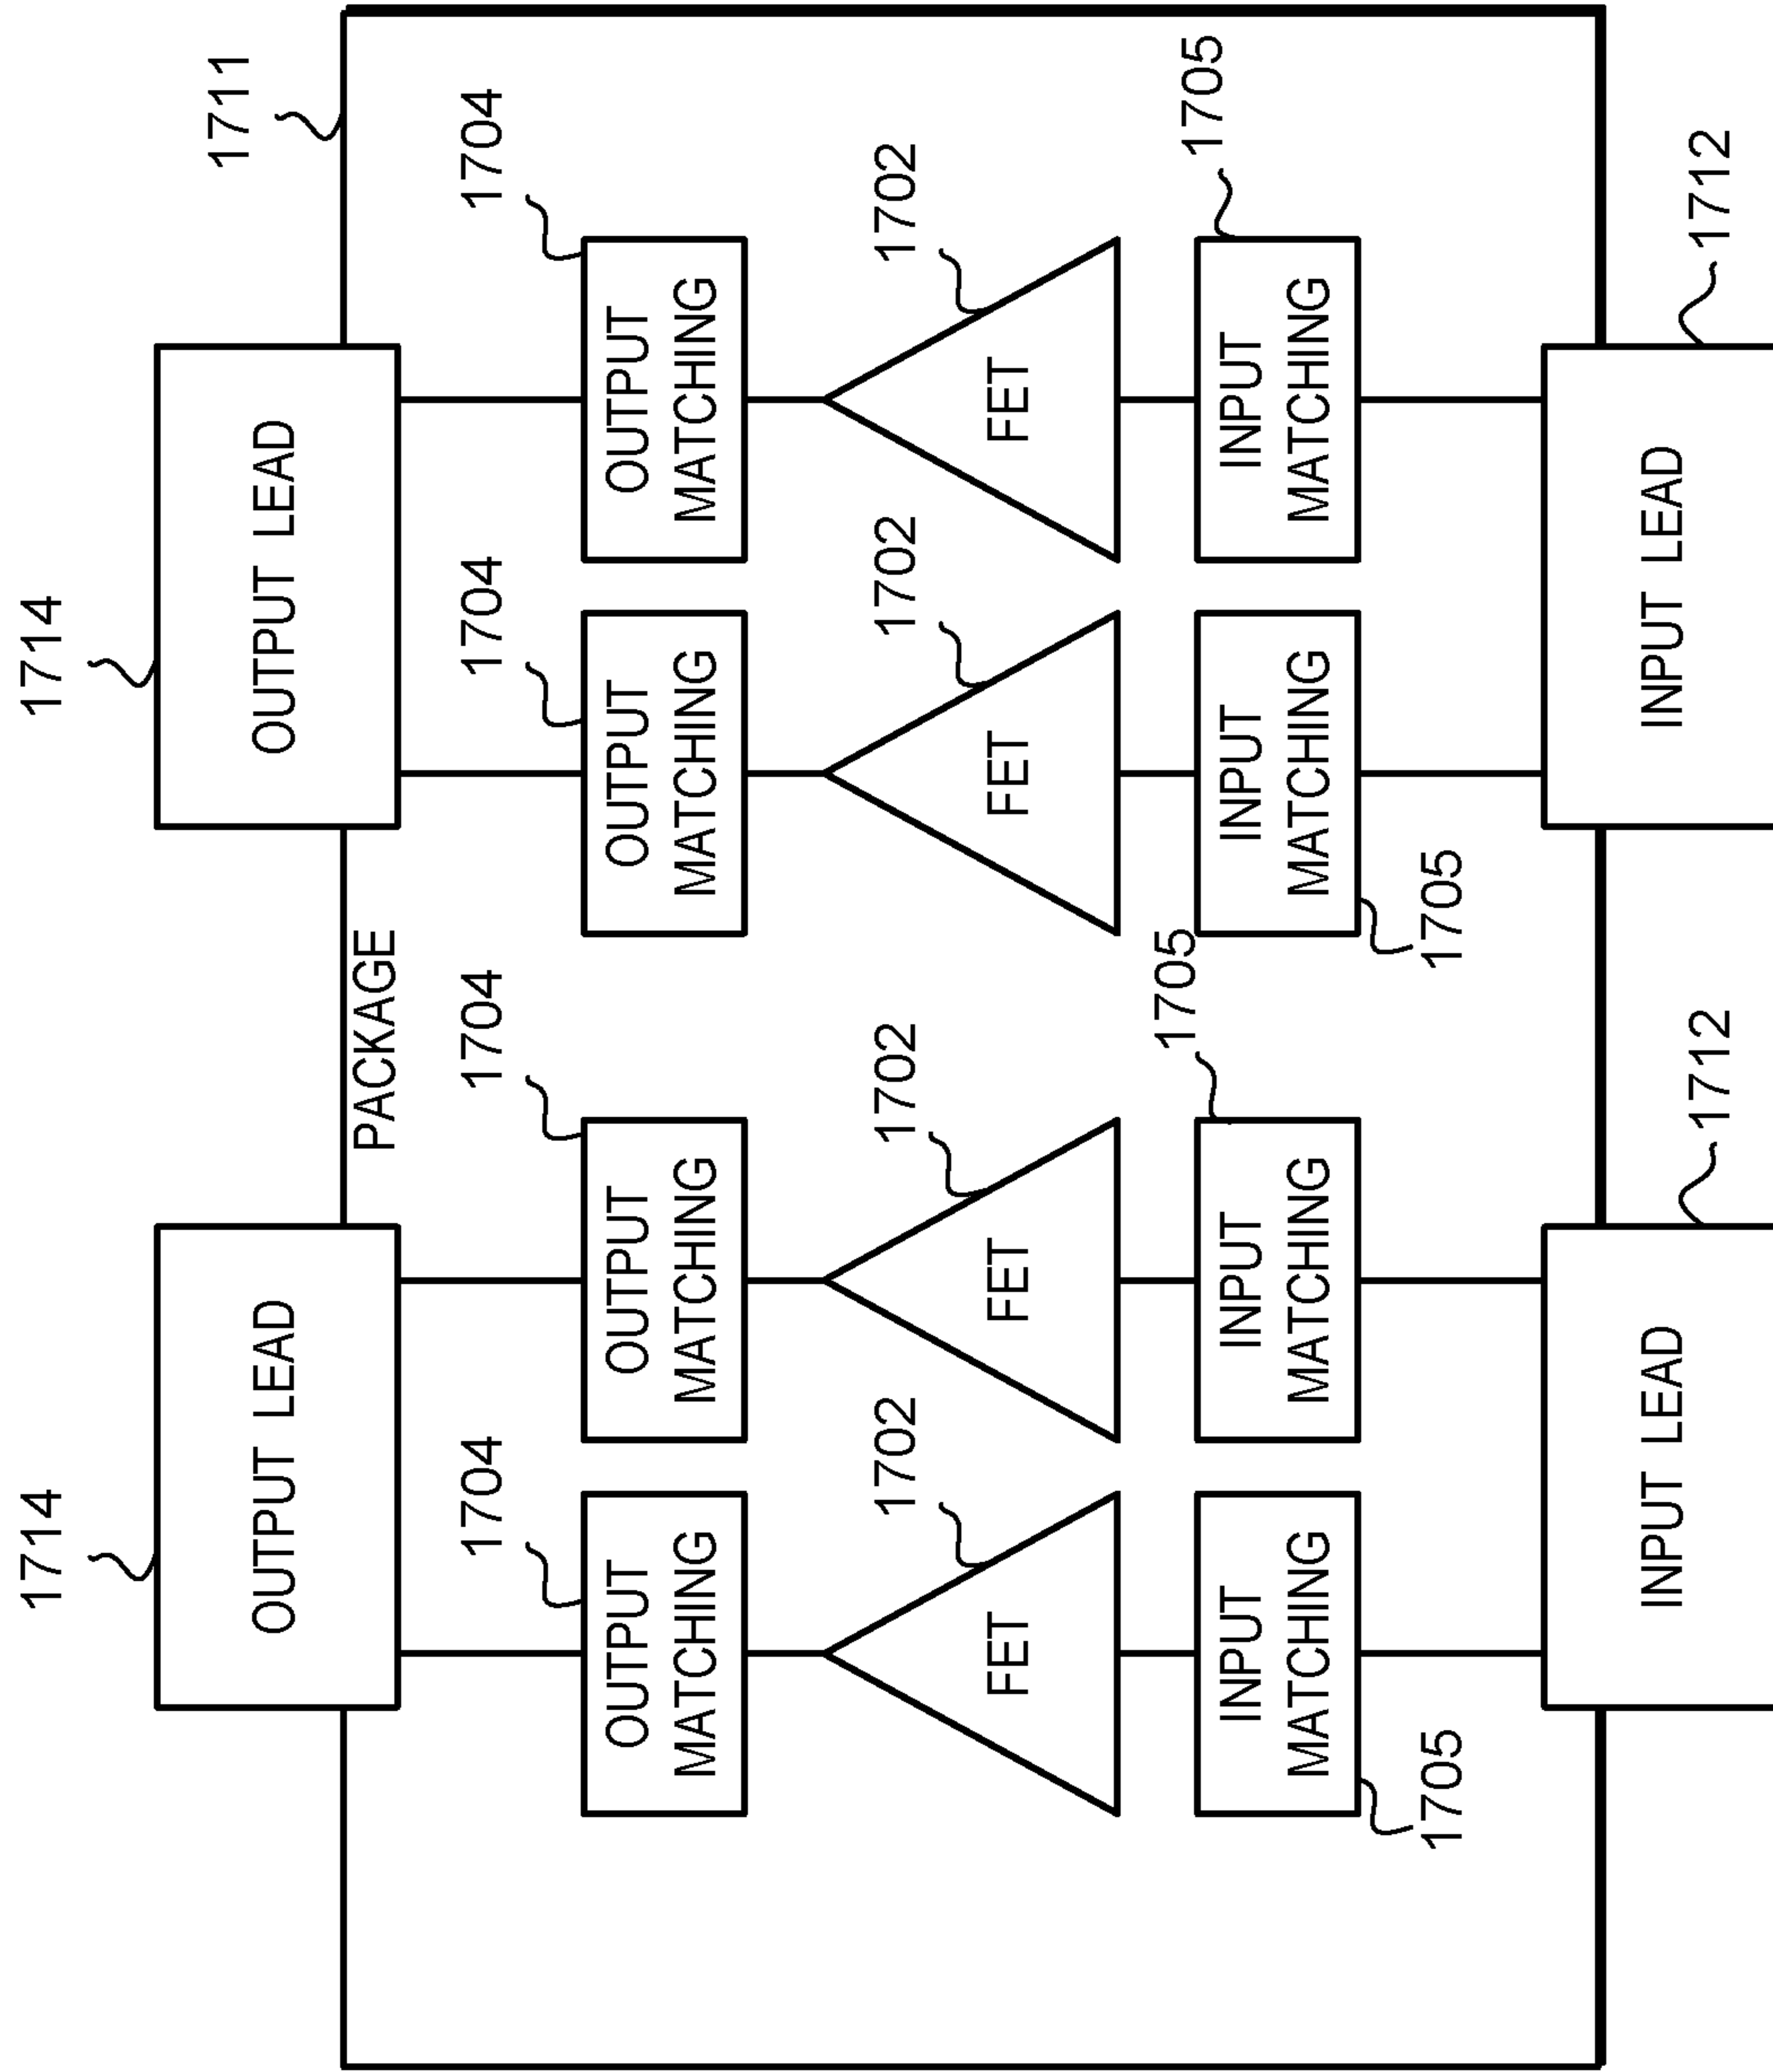 1714
1714
1711
OUTPUT LEAD
OUTPUT LEAD
PACKAGE
1704
1704
1704
1704
OUTPUT
MATCHING
OUTPUT
MATCHING
OUTPUT
MATCHING
OUTPUT
MATCHING
1702
1702
1702
1702
FET
FET
FET
FET
1705
1705
INPUT
MATCHING
INPUT
MATCHING
INPUT
MATCHING
INPUT
MATCHING
1705
1705
INPUT LEAD
INPUT LEAD
1712
1712